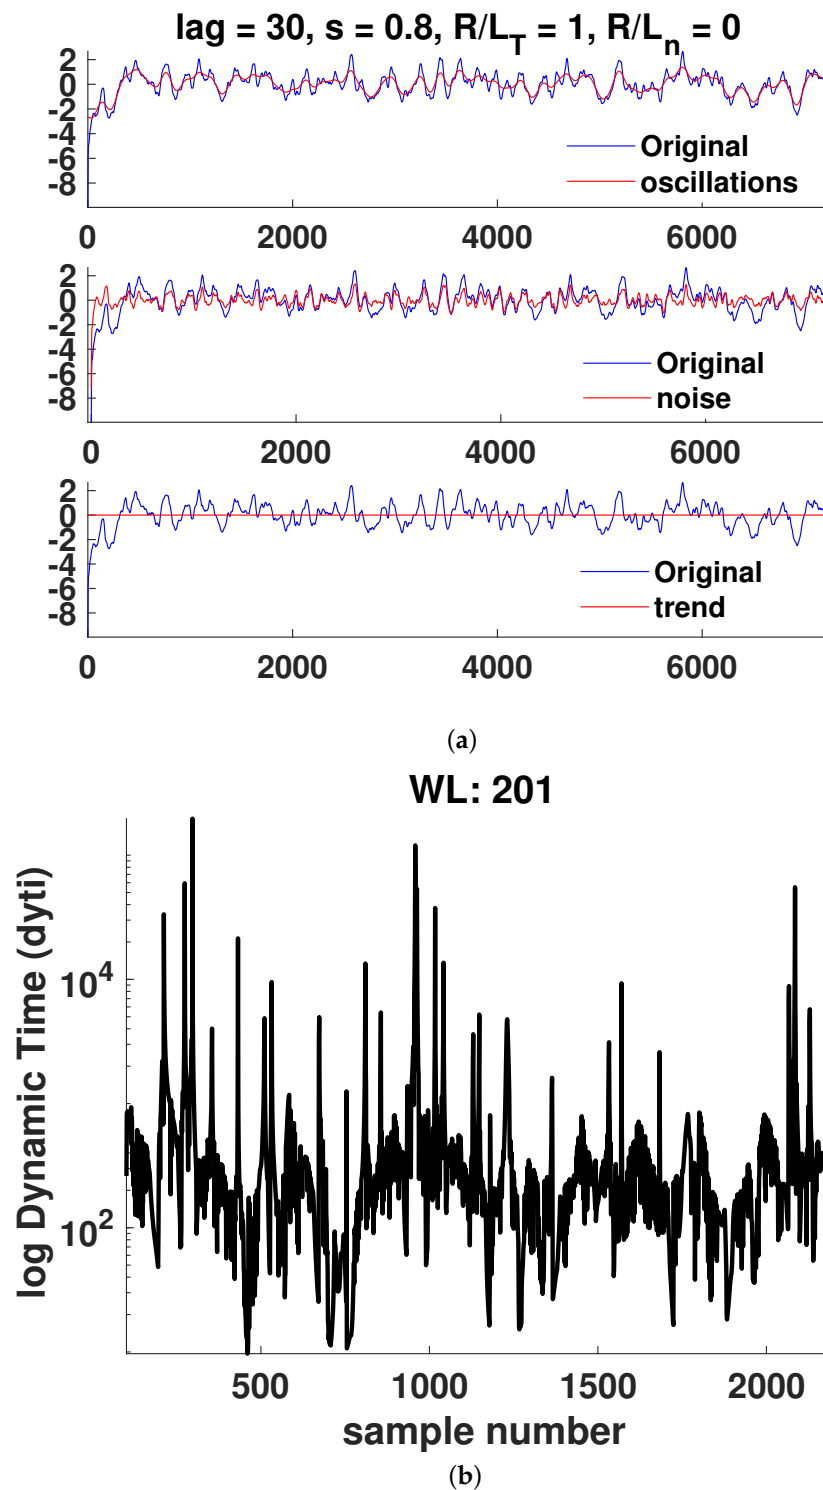 lag = 30, s = 0.8, R/L_T = 1, R/L_n = 0
2
0
-2
-4
-6
-8
Original
oscillations
0 2000 4000 6000
2
0
-2
-4
-6
-8
Original
noise
0 2000 4000 6000
2
0
-2
-4
-6
-8
Original
trend
0 2000 4000 6000
(a)
WL: 201
log Dynamic Time (dyti)
10^4
10^2
500 1000 1500 2000
sample number
(b)